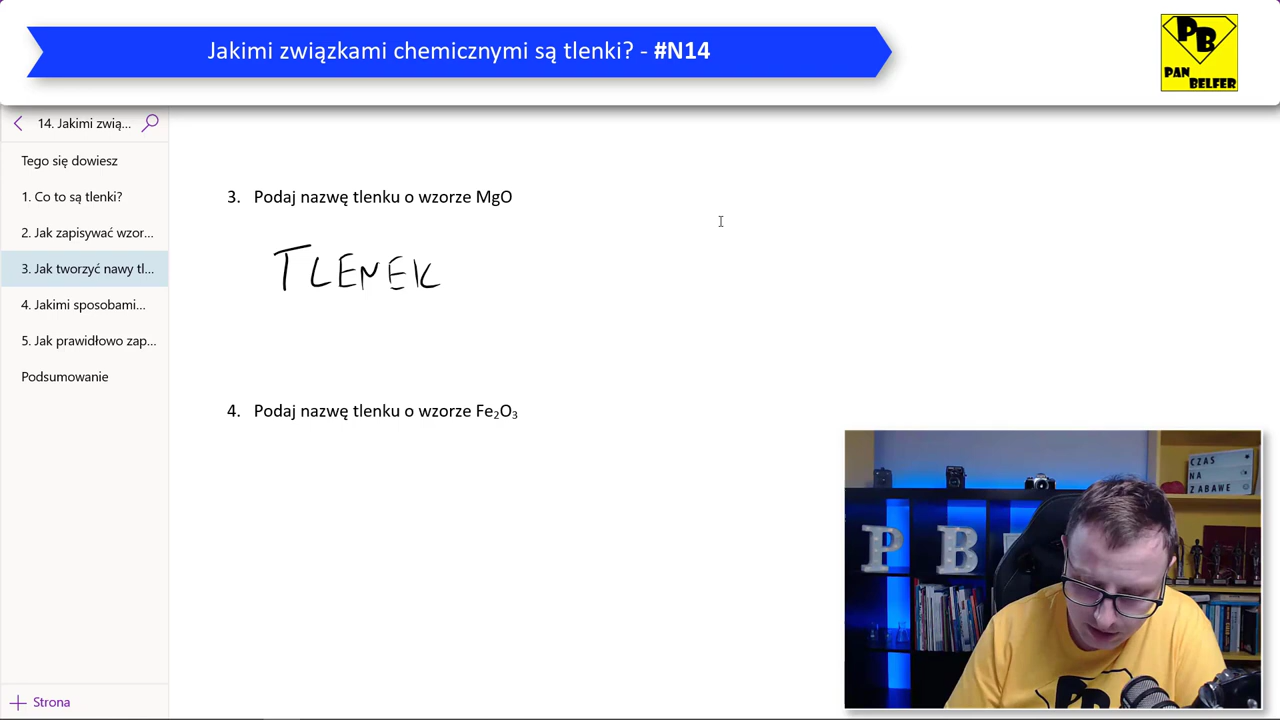 Jakimi związkami chemicznymi są tlenki? - #N14
PB
PAN
BELFER
14. Jakimi zwią...
Tego się dowiesz
1. Co to są tlenki?
2. Jak zapisywać wzor...
3. Jak tworzyć nawy tl...
4. Jakimi sposobami...
5. Jak prawidłowo zap...
Podsumowanie
Strona
3. Podaj nazwę tlenku o wzorze MgO
TLENEK
4. Podaj nazwę tlenku o wzorze Fe₂O₃
CZAS
NA
ZABAWE
P B
PB